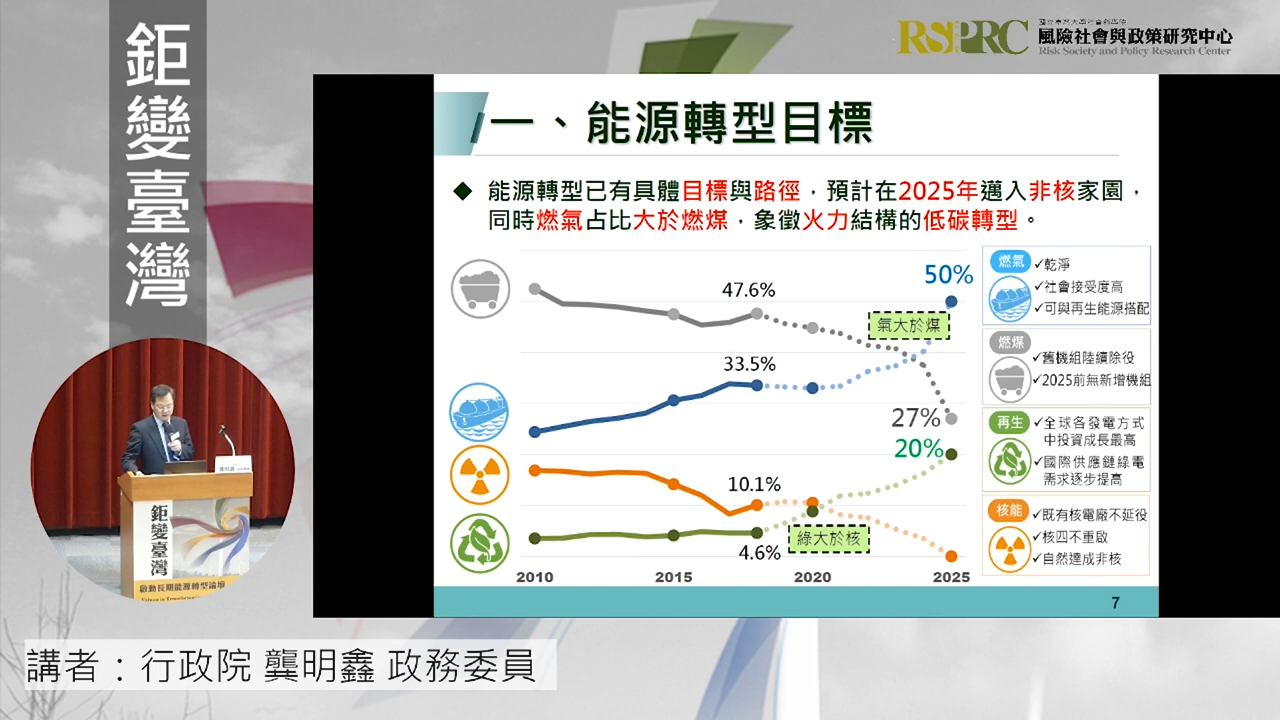 鉅變臺灣
RSPRC
國立臺灣大學社會科學院
風險社會與政策研究中心
Risk Society and Policy Research Center
一、能源轉型目標
◆ 能源轉型已有具體目標與路徑，預計在2025年邁入非核家園，
同時燃氣占比大於燃煤，象徵火力結構的低碳轉型。
50%
47.6%
氣大於煤
33.5%
27%
20%
10.1%
綠大於核
4.6%
2010
2015
2020
2025
燃氣
✓乾淨
✓社會接受度高
✓可與再生能源搭配
燃煤
✓舊機組陸續除役
✓2025前無新增機組
再生
✓全球各發電方式
中投資成長最高
✓國際供應鏈綠電
需求逐步提高
核能
✓既有核電廠不延役
✓核四不重啟
✓自然達成非核
7
鉅變臺灣
啟動長期能源轉型論壇
講者：行政院 龔明鑫 政務委員